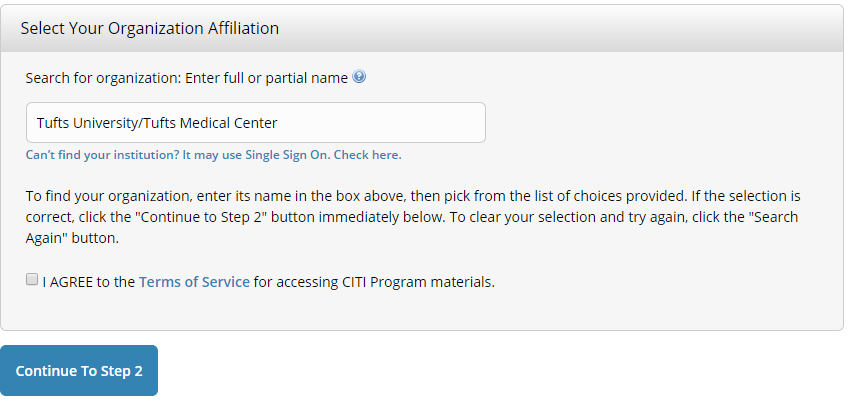 Select Your Organization Affiliation
Search for organization: Enter full or partial name
Tufts University/Tufts Medical Center
Can't find your institution? It may use Single Sign On. Check here.
To find your organization, enter its name in the box above, then pick from the list of choices provided. If the selection is
correct, click the "Continue to Step 2" button immediately below. To clear your selection and try again, click the "Search
Again" button.
I AGREE to the Terms of Service for accessing CITI Program materials.
Continue To Step 2